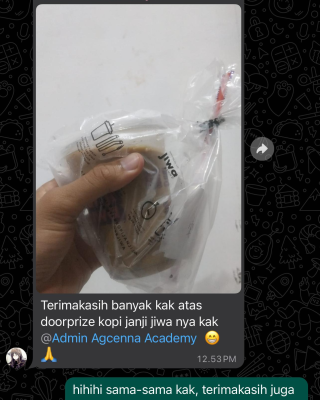 Jiwa
Terimakasih banyak kak atas
doorprize kopi janji jiwa nya kak
@Admin Agcenna Academy 😁
🙏
12.53 PM
hihihi sama-sama kak, terimakasih juga